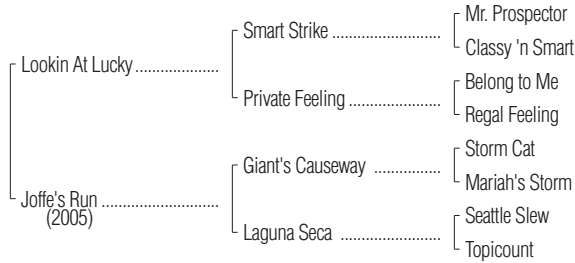 Mr. Prospector
Smart Strike ......................
Classy 'n Smart
Lookin At Lucky.....................
Belong to Me
Private Feeling ...................
Regal Feeling
Storm Cat
Giant's Causeway ................
Mariah's Storm
Joffe's Run .............................
(2005)
Seattle Slew
Laguna Seca ........................
Topicount